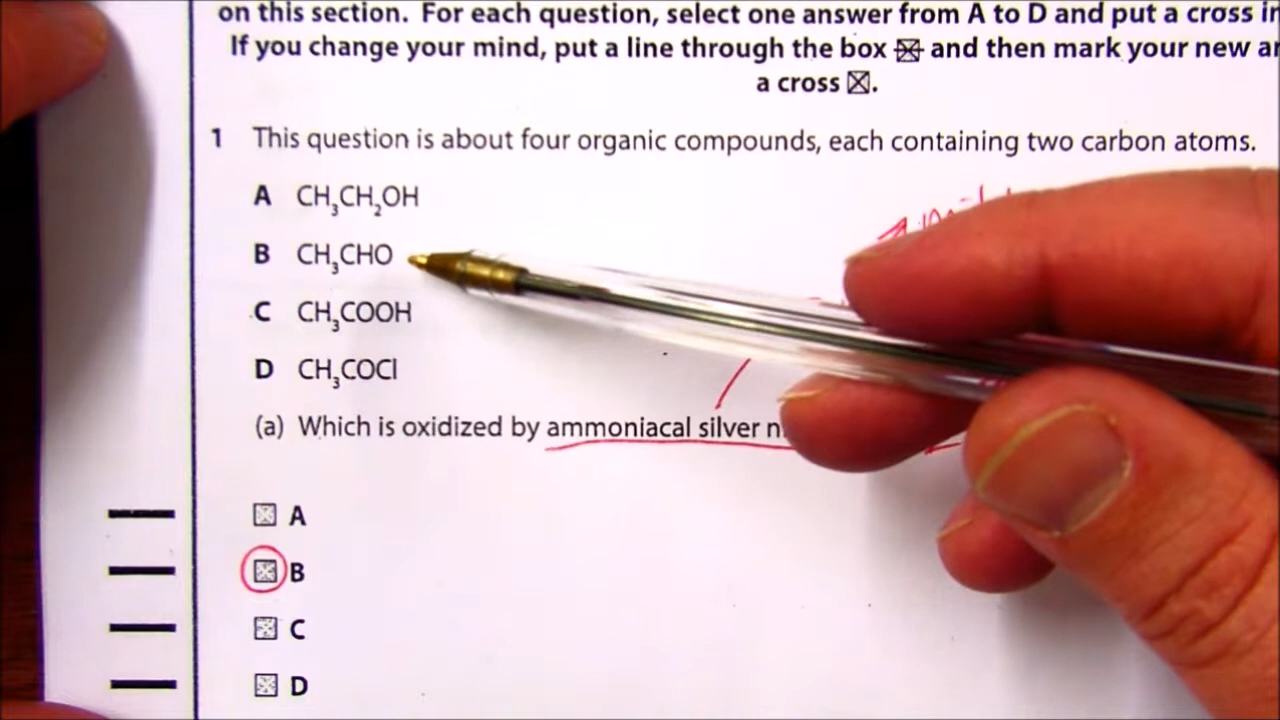 on this section. For each question, select one answer from A to D and put a cross in
If you change your mind, put a line through the box ☒ and then mark your new
a cross ☒.
1 This question is about four organic compounds, each containing two carbon atoms.
A CH₃CH₂OH
B CH₃CHO
C CH₃COOH
D CH₃COCl
(a) Which is oxidized by ammoniacal silver
A
B
C
D